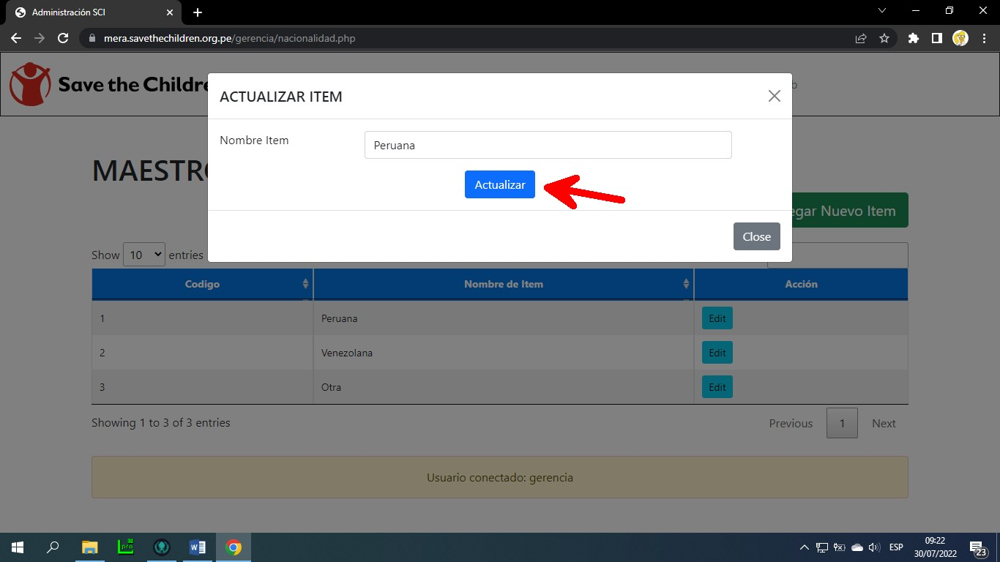 Administración SCI
mera.savethechildren.org.pe/gerencia/nacionalidad.php
Save the Childre
ACTUALIZAR ITEM
Nombre Item
Peruana
Actualizar
Close
MAESTRO
egar Nuevo Item
Show 10 entries
Codigo Nombre de Item Acción
1 Peruana Edit
2 Venezolana Edit
3 Otra Edit
Showing 1 to 3 of 3 entries
Previous 1 Next
Usuario conectado: gerencia
ESP
09:22
30/07/2022
23